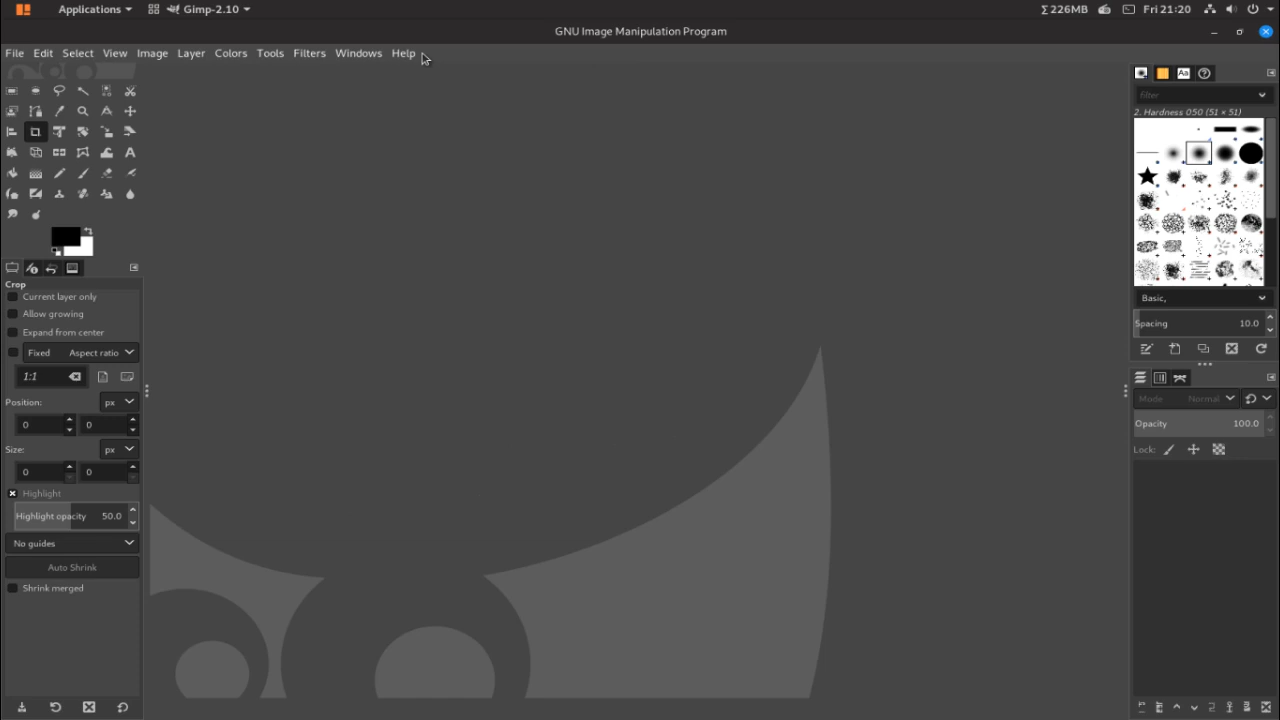 Applications Gimp-2.10 Σ226MB Fri 21:20
GNU Image Manipulation Program
File Edit Select View Image Layer Colors Tools Filters Windows Help
filter
2. Hardness 050 (51 × 51)
Basic,
Spacing 10.0
Mode Normal
Opacity 100.0
Lock:
Crop
Current layer only
Allow growing
Expand from center
Fixed Aspect ratio
1:1
Position: px
0 0
Size: px
0 0
Highlight
Highlight opacity 50.0
No guides
Auto Shrink
Shrink merged